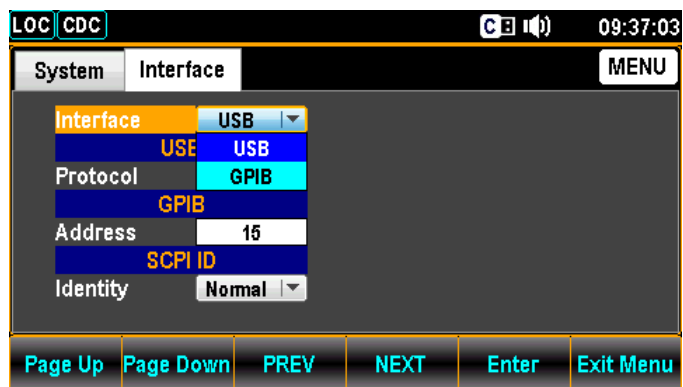 LOC CDC C 09:37:03
System Interface MENU
Interface USB
USB USB
Protocol GPIB
GPIB
Address 15
SCPI ID
Identity Normal
Page Up Page Down PREV NEXT Enter Exit Menu